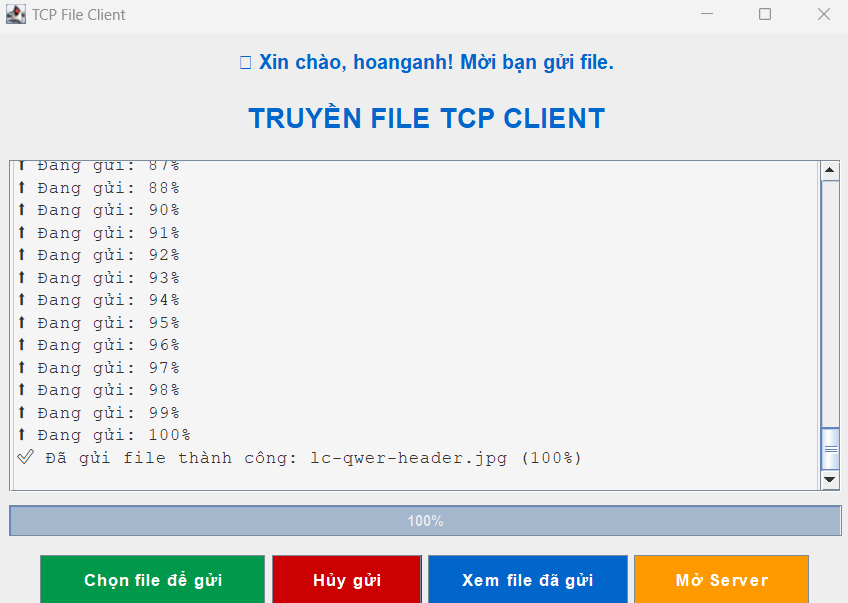 TCP File Client
Xin chào, hoanganh! Mời bạn gửi file.
TRUYỀN FILE TCP CLIENT
⬆ Đang gửi: 87%
⬆ Đang gửi: 88%
⬆ Đang gửi: 90%
⬆ Đang gửi: 91%
⬆ Đang gửi: 92%
⬆ Đang gửi: 93%
⬆ Đang gửi: 94%
⬆ Đang gửi: 95%
⬆ Đang gửi: 96%
⬆ Đang gửi: 97%
⬆ Đang gửi: 98%
⬆ Đang gửi: 99%
⬆ Đang gửi: 100%
✅ Đã gửi file thành công: lc-qwer-header.jpg (100%)
100%
Chọn file để gửi
Hủy gửi
Xem file đã gửi
Mở Server